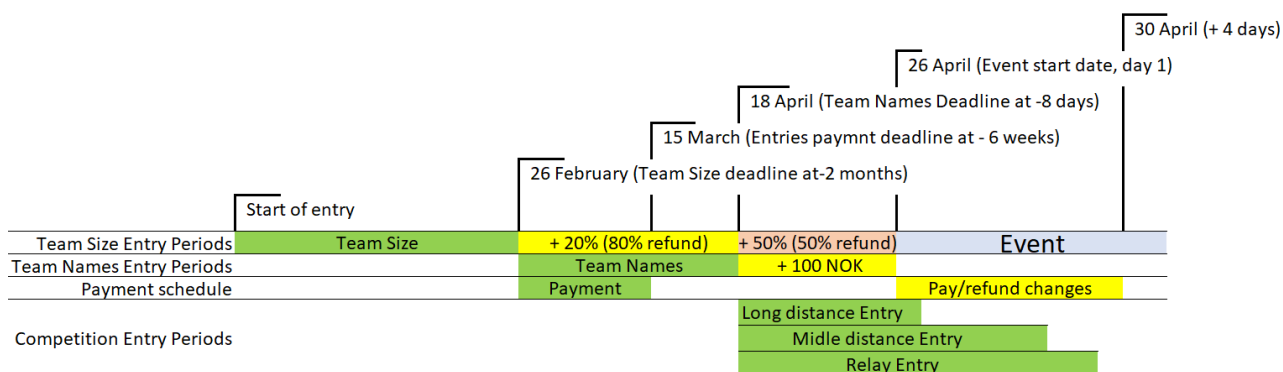 30 April (+ 4 days)
26 April (Event start date, day 1)
18 April (Team Names Deadline at -8 days)
15 March (Entries paymnt deadline at - 6 weeks)
26 February (Team Size deadline at-2 months)
Start of entry
Team Size Entry Periods Team Size + 20% (80% refund) + 50% (50% refund) Event
Team Names Entry Periods Team Names + 100 NOK
Payment schedule Payment Pay/refund changes
Long distance Entry
Competition Entry Periods Midle distance Entry
Relay Entry